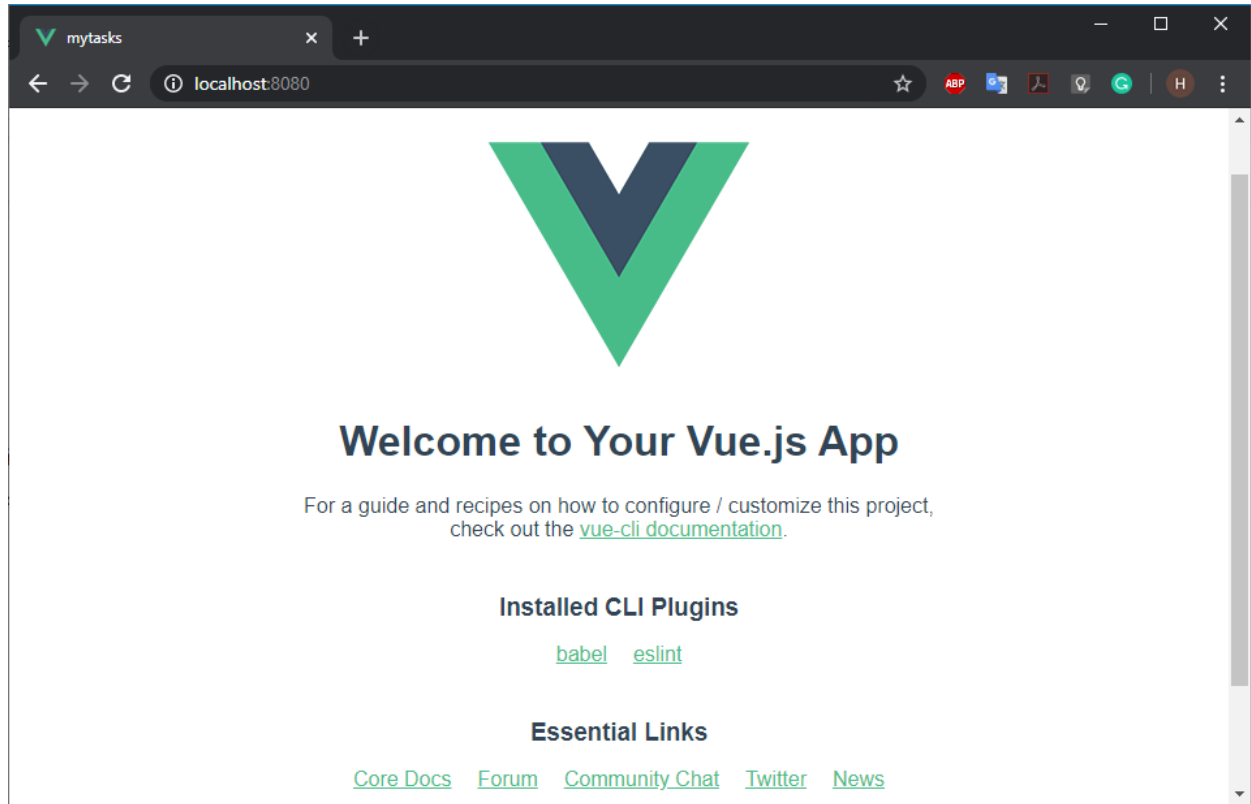 mytasks
localhost:8080
ABP
G
H
Welcome to Your Vue.js App
For a guide and recipes on how to configure / customize this project,
check out the vue-cli documentation.
Installed CLI Plugins
babel eslint
Essential Links
Core Docs Forum Community Chat Twitter News